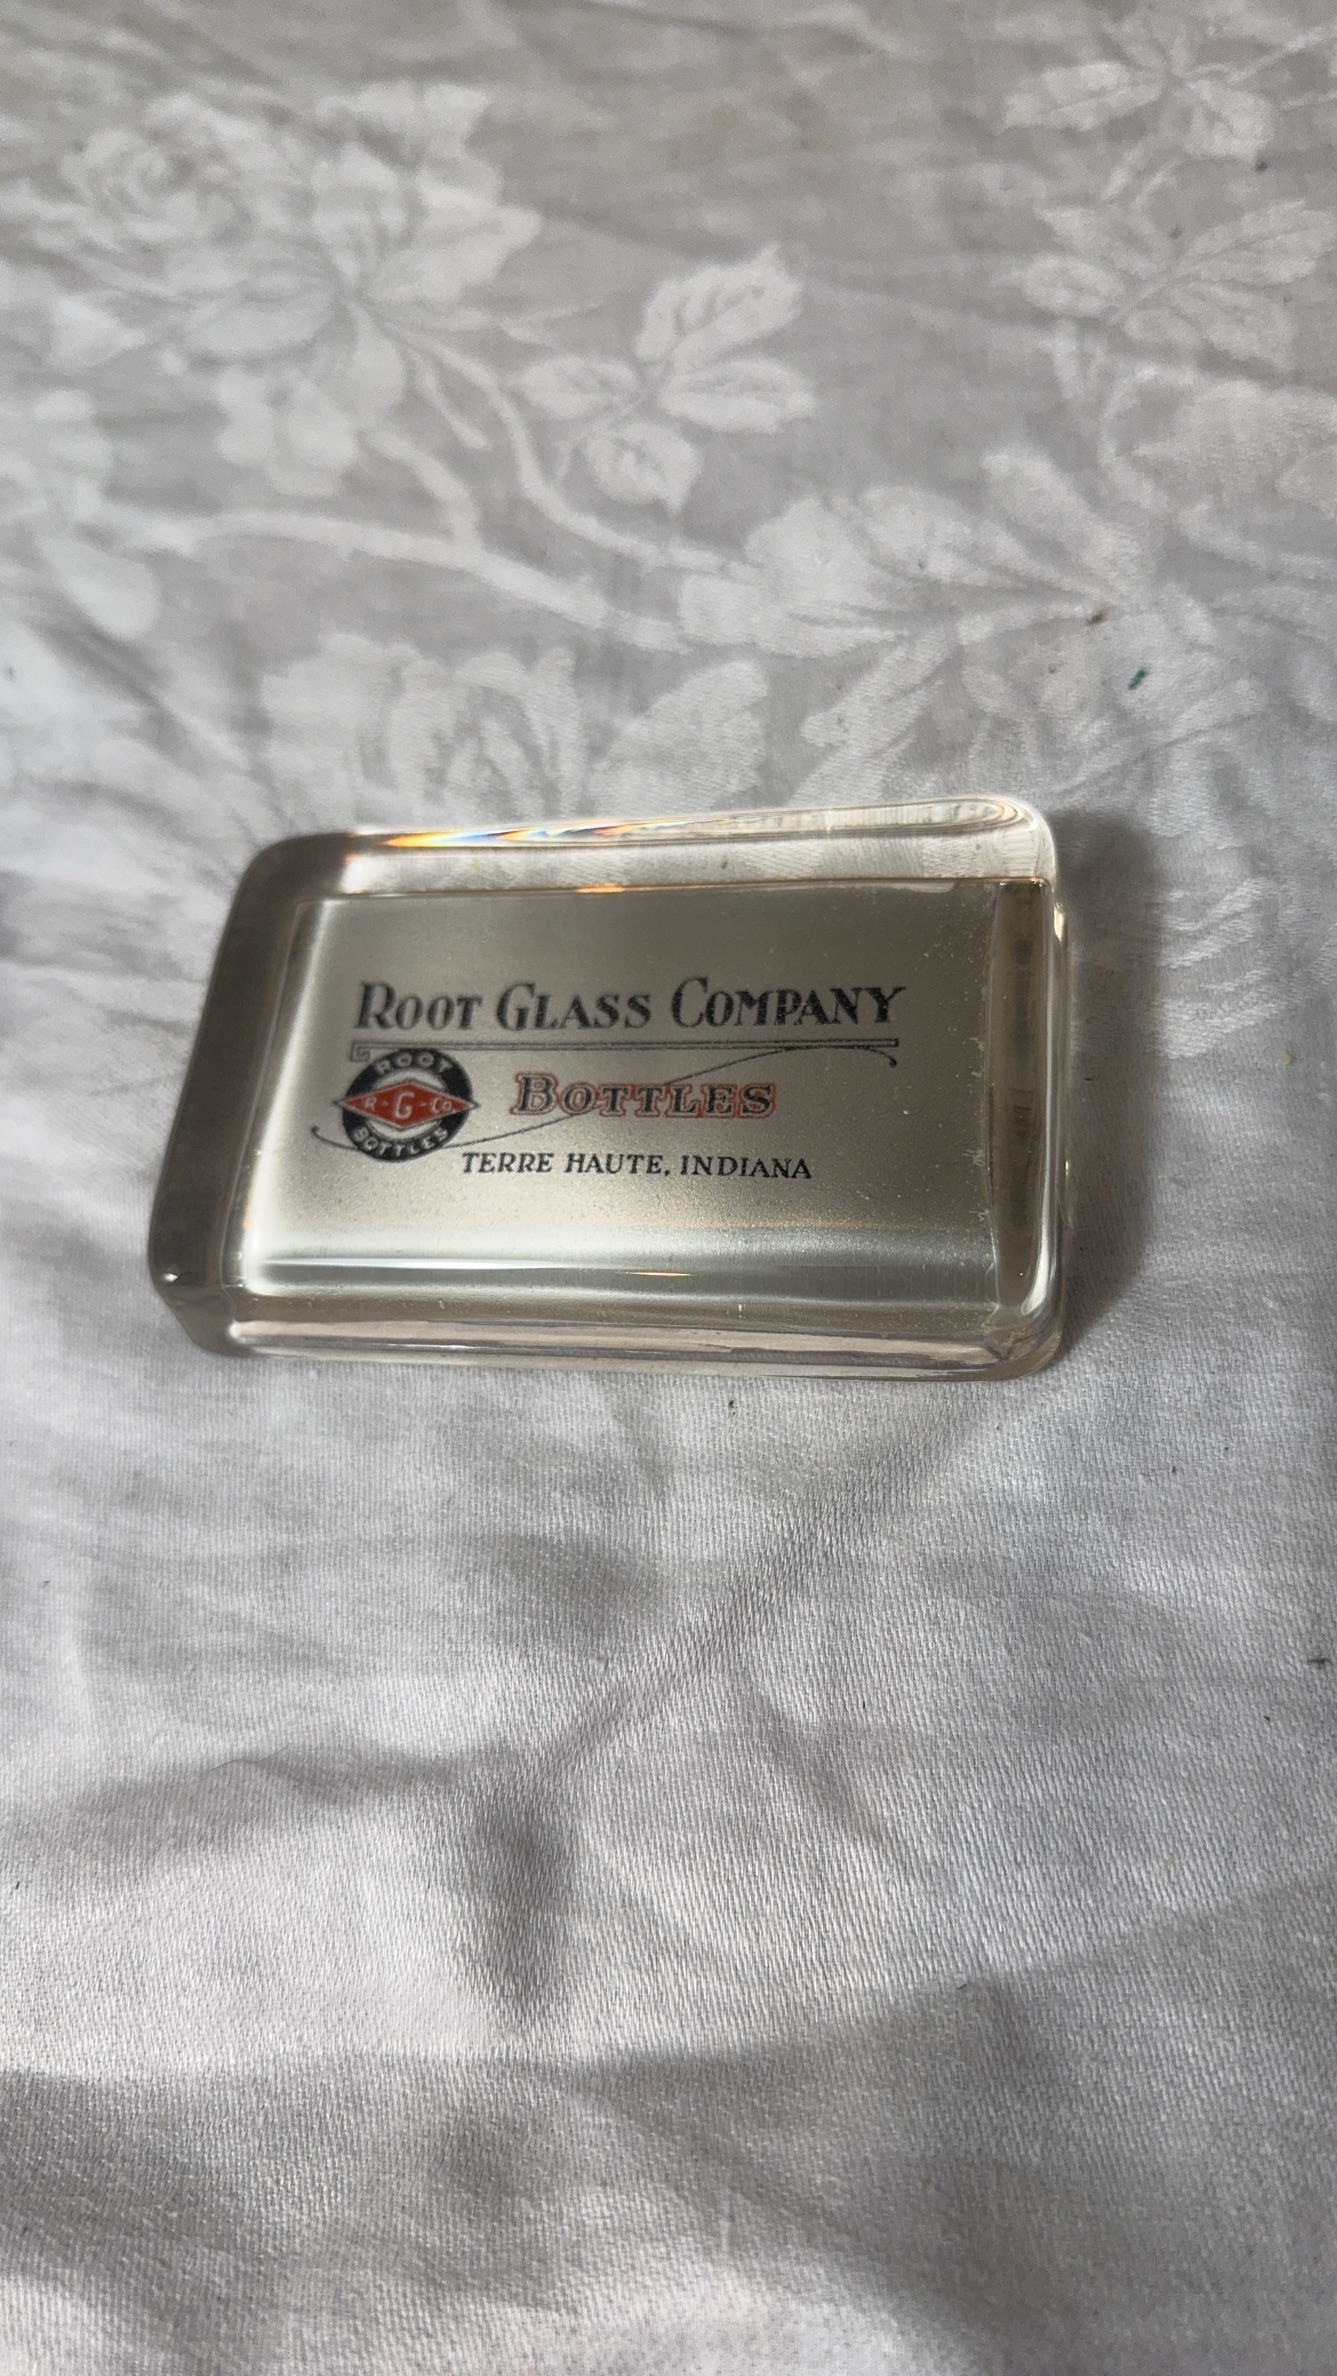 ROOT GLASS COMPANY
ROOT
R-G-Co
BOTTLES
BOTTLES
TERRE HAUTE, INDIANA